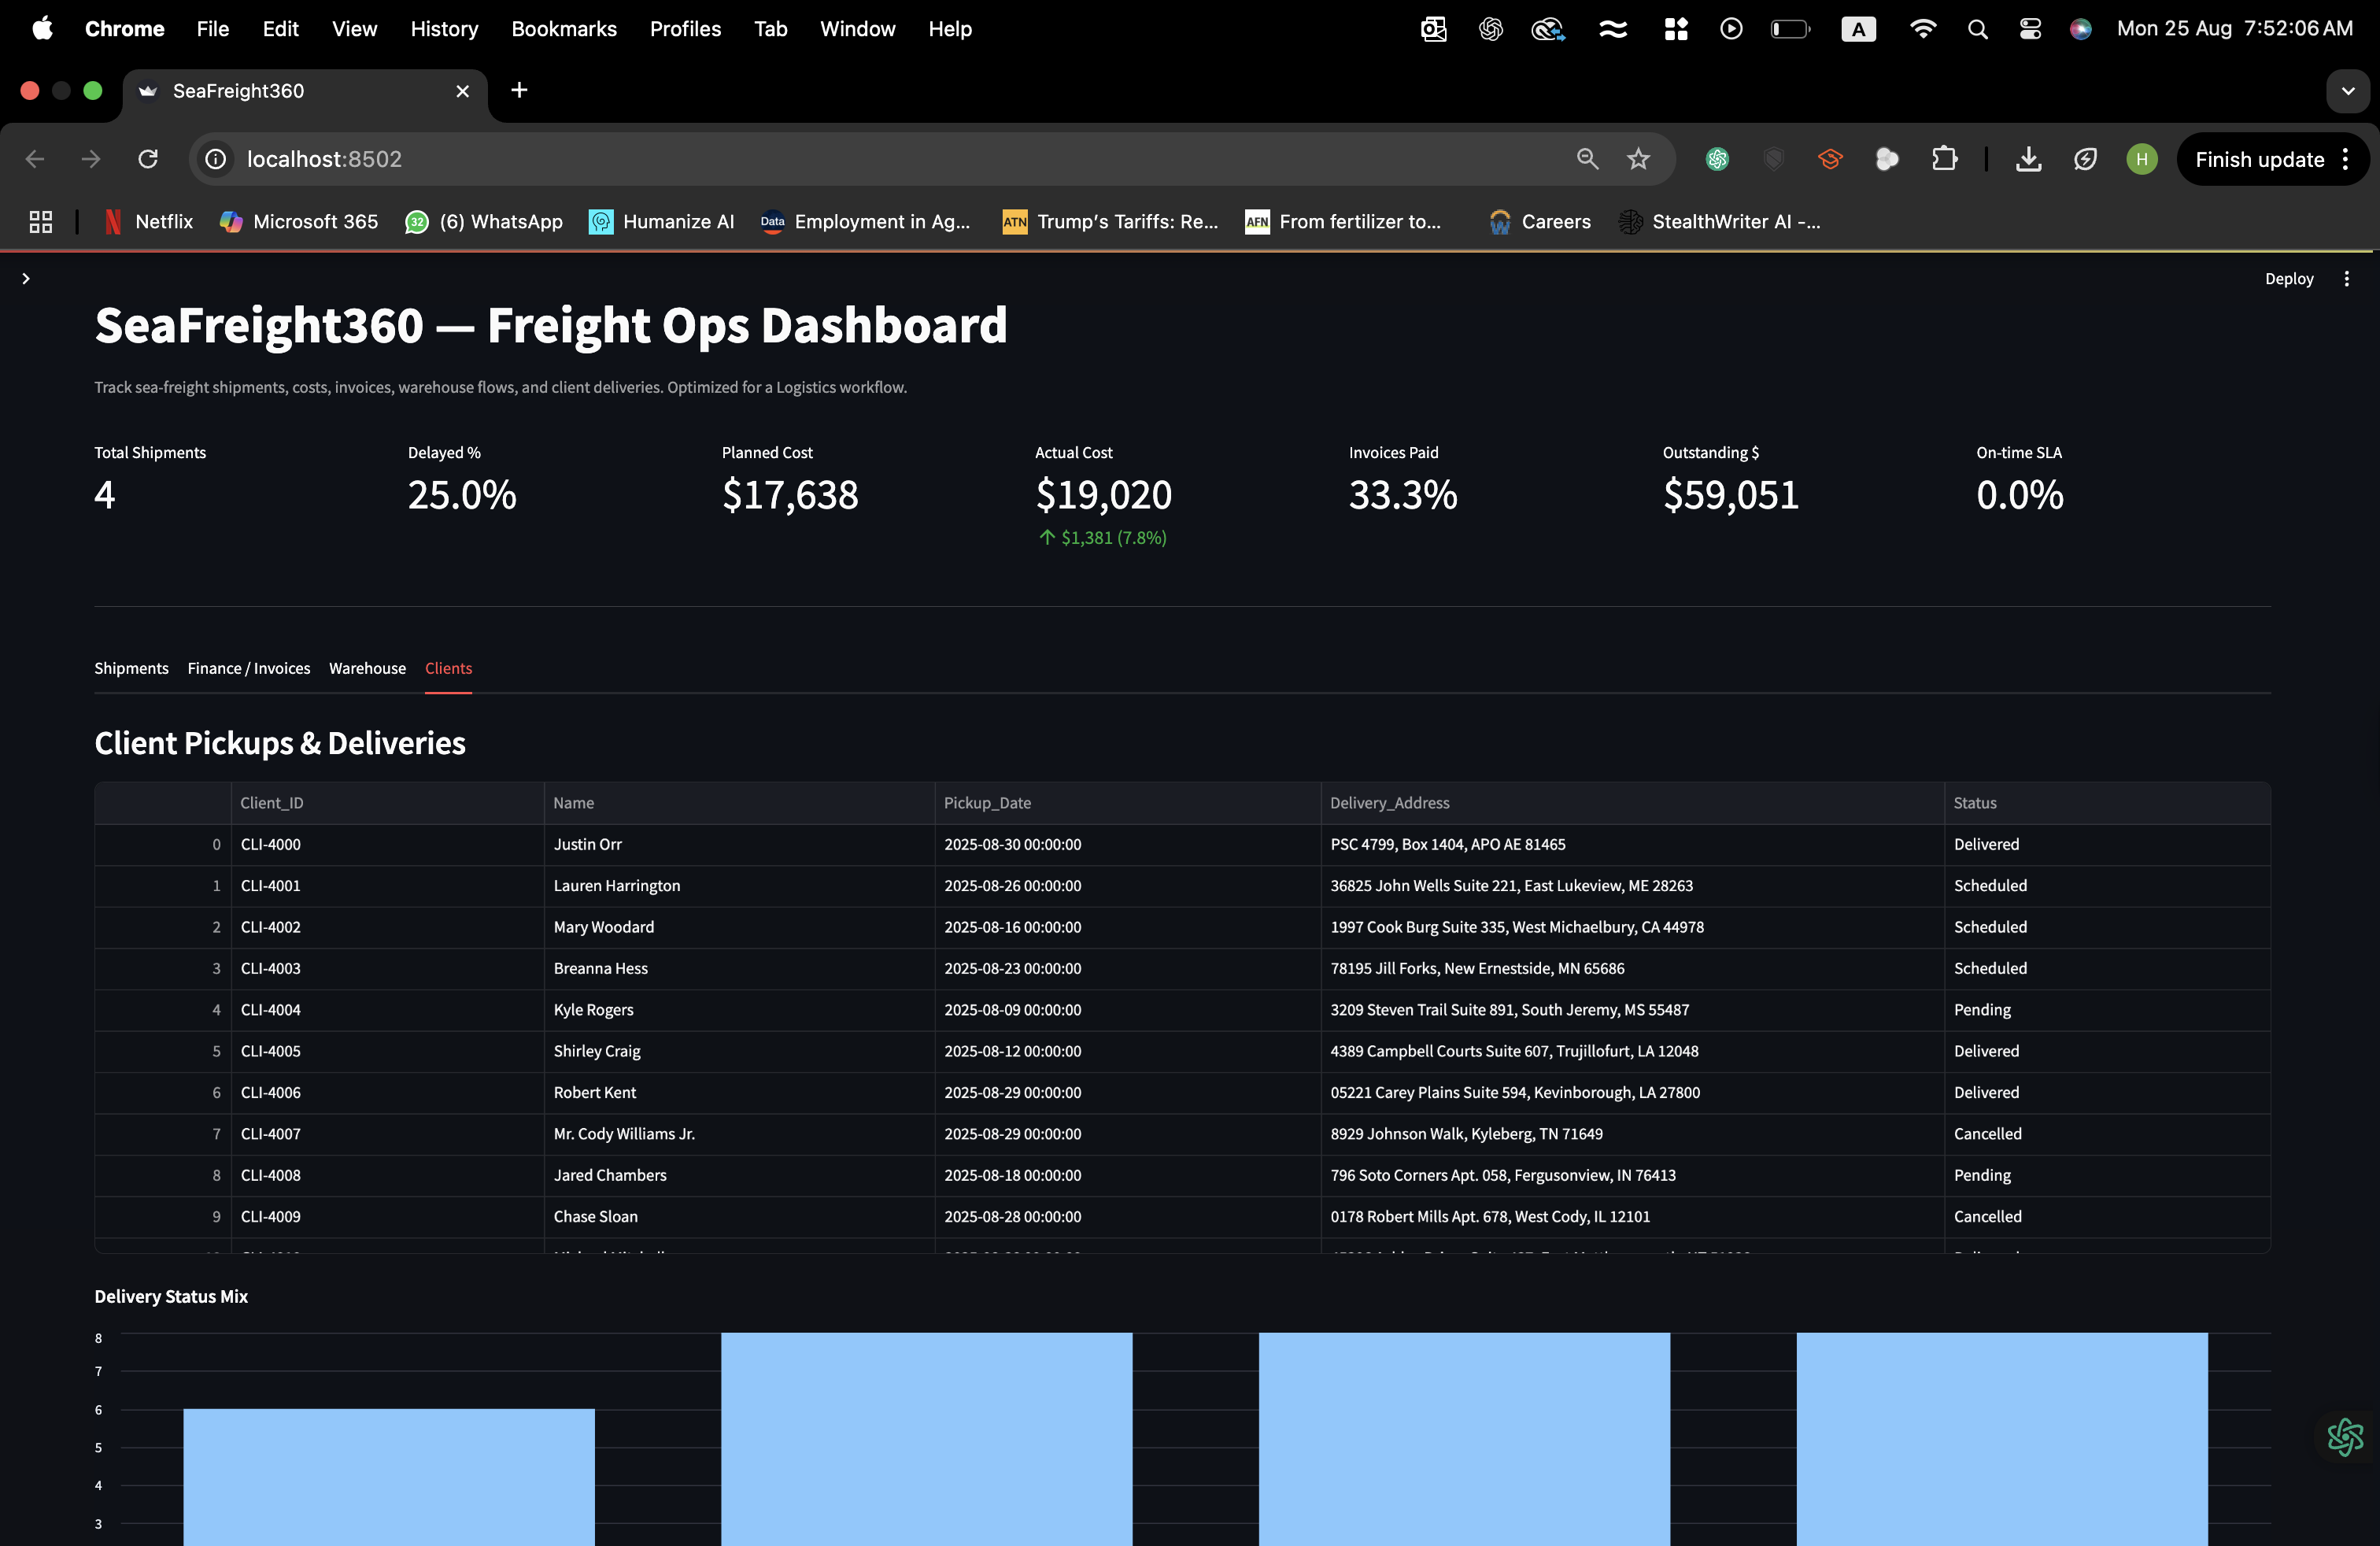 Chrome File Edit View History Bookmarks Profiles Tab Window Help A Mon 25 Aug 7:52:06 AM
SeaFreight360
localhost:8502 H Finish update
Netflix Microsoft 365 32 (6) WhatsApp Humanize AI Data Employment in Ag... ATN Trump's Tariffs: Re... AFN From fertilizer to... Careers StealthWriter AI -...
Deploy
SeaFreight360 — Freight Ops Dashboard
Track sea-freight shipments, costs, invoices, warehouse flows, and client deliveries. Optimized for a Logistics workflow.
Total Shipments Delayed % Planned Cost Actual Cost Invoices Paid Outstanding $ On-time SLA
4 25.0% $17,638 $19,020 33.3% $59,051 0.0%
↑ $1,381 (7.8%)
Shipments Finance / Invoices Warehouse Clients
Client Pickups & Deliveries
Client_ID Name Pickup_Date Delivery_Address Status
0 CLI-4000 Justin Orr 2025-08-30 00:00:00 PSC 4799, Box 1404, APO AE 81465 Delivered
1 CLI-4001 Lauren Harrington 2025-08-26 00:00:00 36825 John Wells Suite 221, East Lukeview, ME 28263 Scheduled
2 CLI-4002 Mary Woodard 2025-08-16 00:00:00 1997 Cook Burg Suite 335, West Michaelbury, CA 44978 Scheduled
3 CLI-4003 Breanna Hess 2025-08-23 00:00:00 78195 Jill Forks, New Ernestside, MN 65686 Scheduled
4 CLI-4004 Kyle Rogers 2025-08-09 00:00:00 3209 Steven Trail Suite 891, South Jeremy, MS 55487 Pending
5 CLI-4005 Shirley Craig 2025-08-12 00:00:00 4389 Campbell Courts Suite 607, Trujillofurt, LA 12048 Delivered
6 CLI-4006 Robert Kent 2025-08-29 00:00:00 05221 Carey Plains Suite 594, Kevinborough, LA 27800 Delivered
7 CLI-4007 Mr. Cody Williams Jr. 2025-08-29 00:00:00 8929 Johnson Walk, Kyleberg, TN 71649 Cancelled
8 CLI-4008 Jared Chambers 2025-08-18 00:00:00 796 Soto Corners Apt. 058, Fergusonview, IN 76413 Pending
9 CLI-4009 Chase Sloan 2025-08-28 00:00:00 0178 Robert Mills Apt. 678, West Cody, IL 12101 Cancelled
Delivery Status Mix
8
7
6
5
4
3